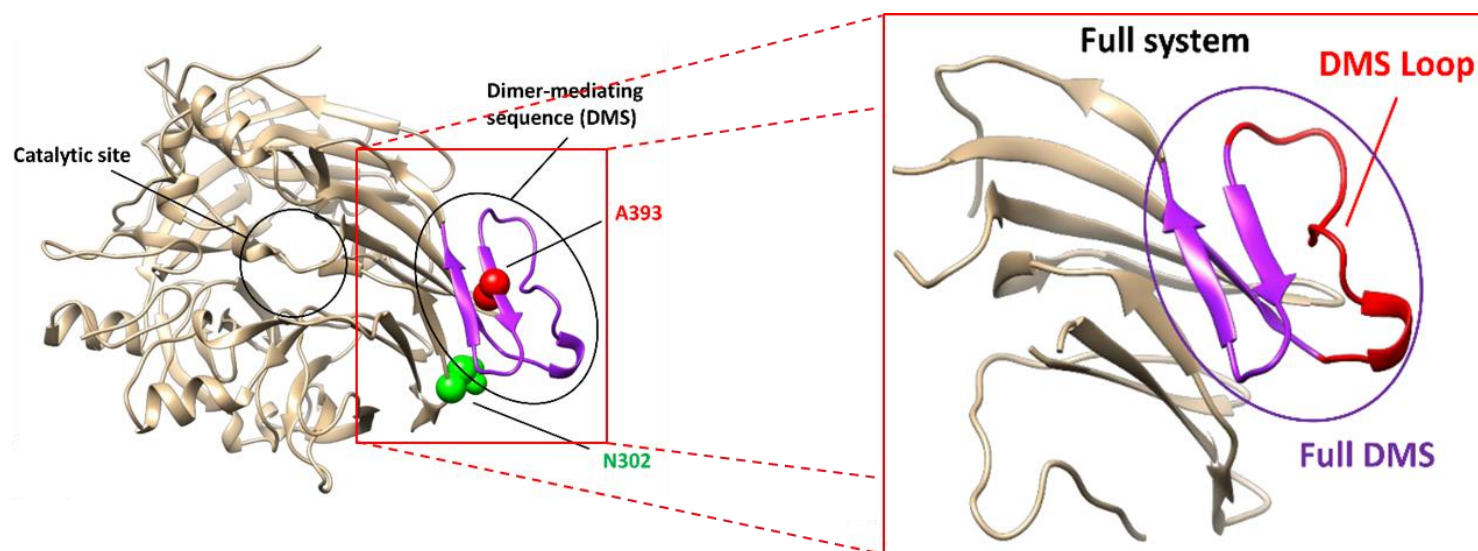 Dimer-mediating
sequence (DMS)
Catalytic site
A393
N302
Full system
DMS Loop
Full DMS